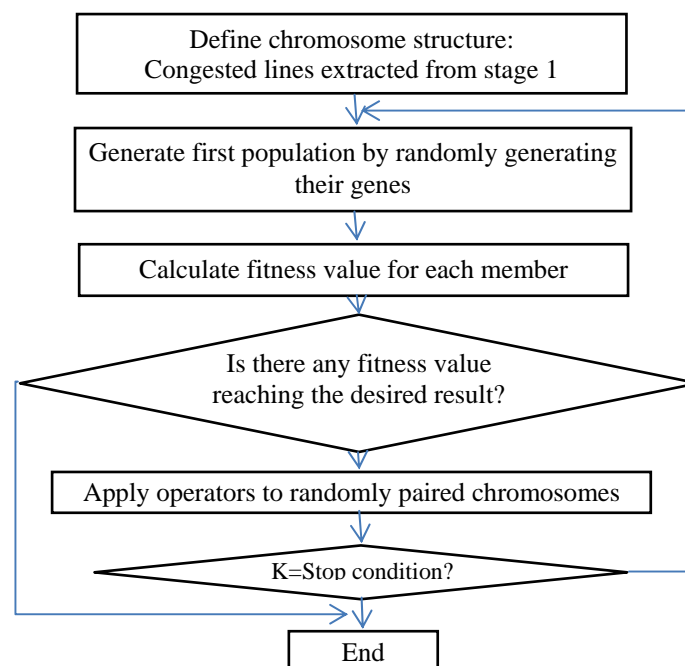 Define chromosome structure:
Congested lines extracted from stage 1
Generate first population by randomly generating
their genes
Calculate fitness value for each member
Is there any fitness value
reaching the desired result?
Apply operators to randomly paired chromosomes
K=Stop condition?
End